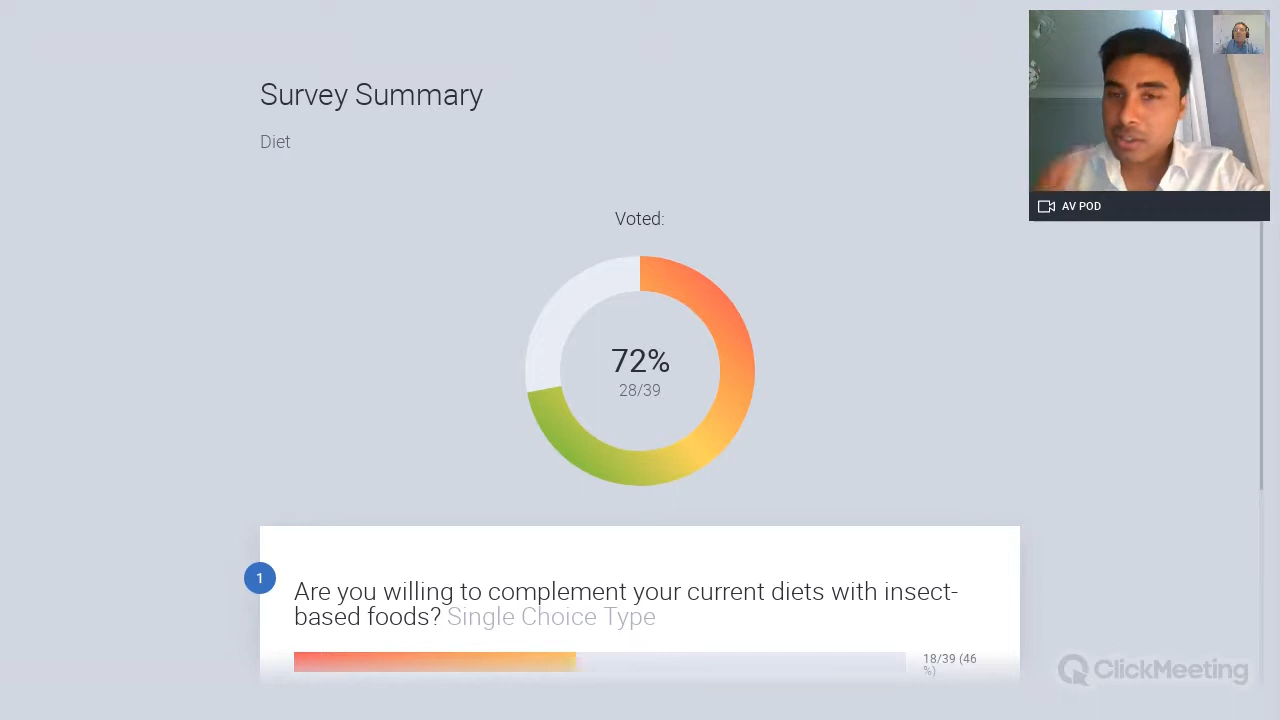 Survey Summary
Diet
AV POD
Voted:
72%
28/39
1
Are you willing to complement your current diets with insect-
based foods? Single Choice Type
18/39 (46
%)
ClickMeeting